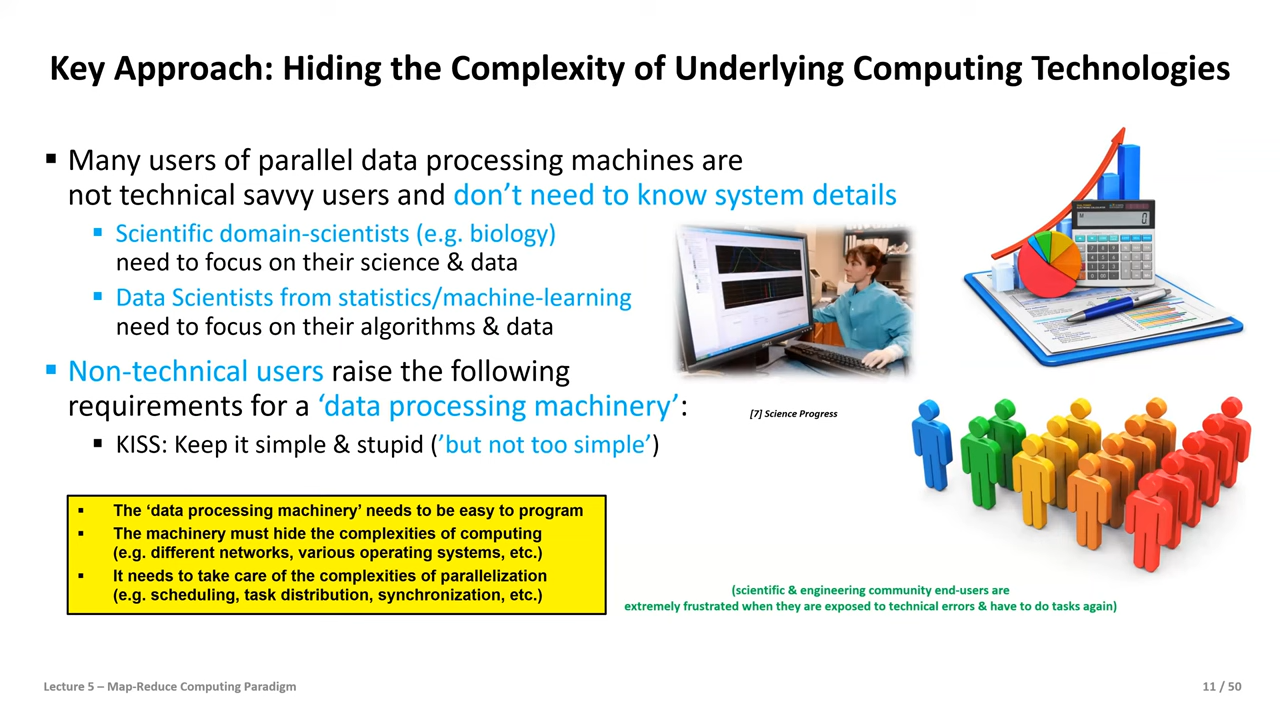 Key Approach: Hiding the Complexity of Underlying Computing Technologies
▪ Many users of parallel data processing machines are
not technical savvy users and don’t need to know system details
▪ Scientific domain-scientists (e.g. biology)
need to focus on their science & data
▪ Data Scientists from statistics/machine-learning
need to focus on their algorithms & data
▪ Non-technical users raise the following
requirements for a ‘data processing machinery’:
▪ KISS: Keep it simple & stupid (’but not too simple’)
[7] Science Progress
▪ The ‘data processing machinery’ needs to be easy to program
▪ The machinery must hide the complexities of computing
(e.g. different networks, various operating systems, etc.)
▪ It needs to take care of the complexities of parallelization
(e.g. scheduling, task distribution, synchronization, etc.)
(scientific & engineering community end-users are
extremely frustrated when they are exposed to technical errors & have to do tasks again)
Lecture 5 – Map-Reduce Computing Paradigm
11 / 50